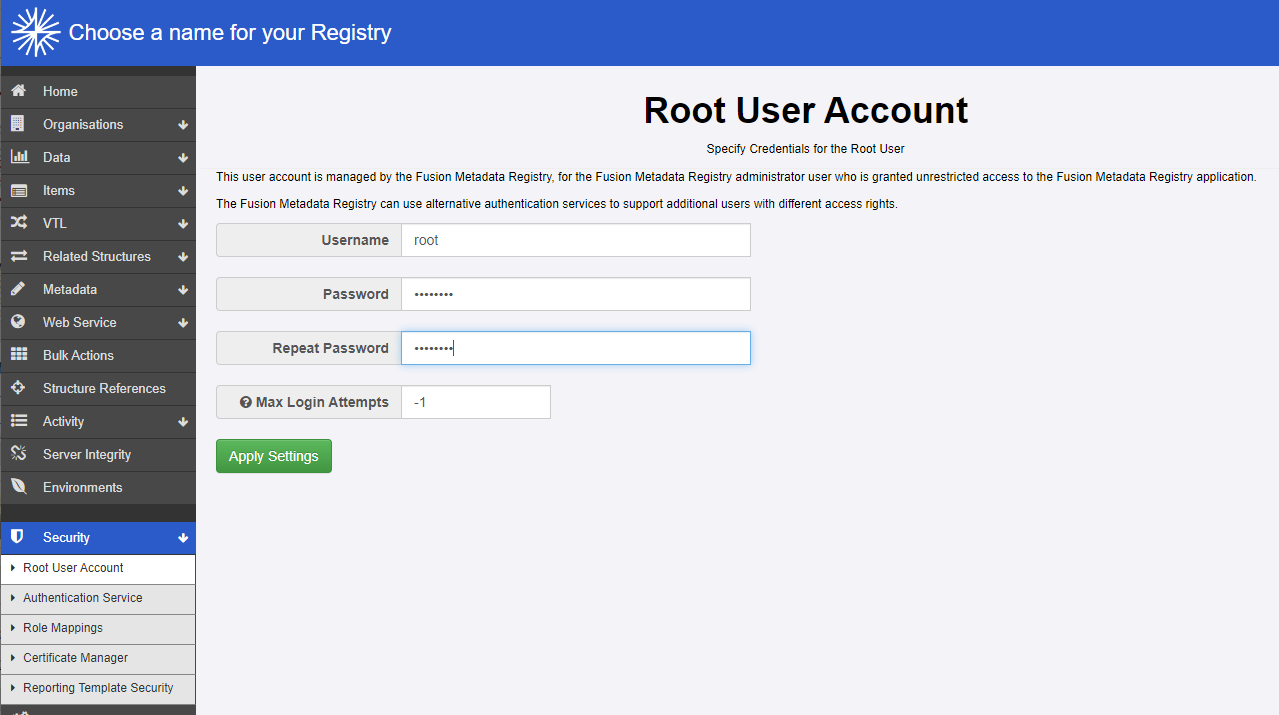 Choose a name for your Registry
Home
Organisations
Data
Items
VTL
Related Structures
Metadata
Web Service
Bulk Actions
Structure References
Activity
Server Integrity
Environments
Security
Root User Account
Authentication Service
Role Mappings
Certificate Manager
Reporting Template Security
Root User Account
Specify Credentials for the Root User
This user account is managed by the Fusion Metadata Registry, for the Fusion Metadata Registry administrator user who is granted unrestricted access to the Fusion Metadata Registry application.
The Fusion Metadata Registry can use alternative authentication services to support additional users with different access rights.
Username root
Password ••••••••
Repeat Password ••••••••
Max Login Attempts -1
Apply Settings